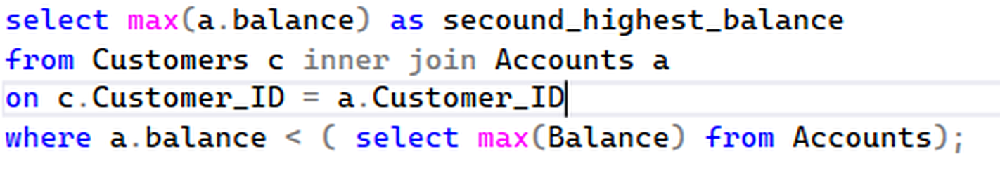 select max(a.balance) as secound_highest_balance
from Customers c inner join Accounts a
on c.Customer_ID = a.Customer_ID
where a.balance < ( select max(Balance) from Accounts);